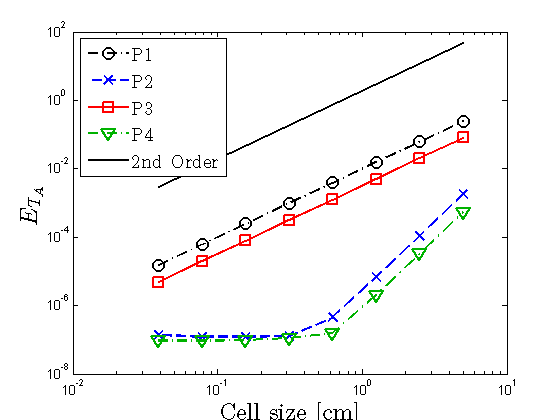 10^2
10^0
10^-2
10^-4
10^-6
10^-8
E_{T_A}
P1
P2
P3
P4
2nd Order
10^-2 10^-1 10^0 10^1
Cell size [cm]